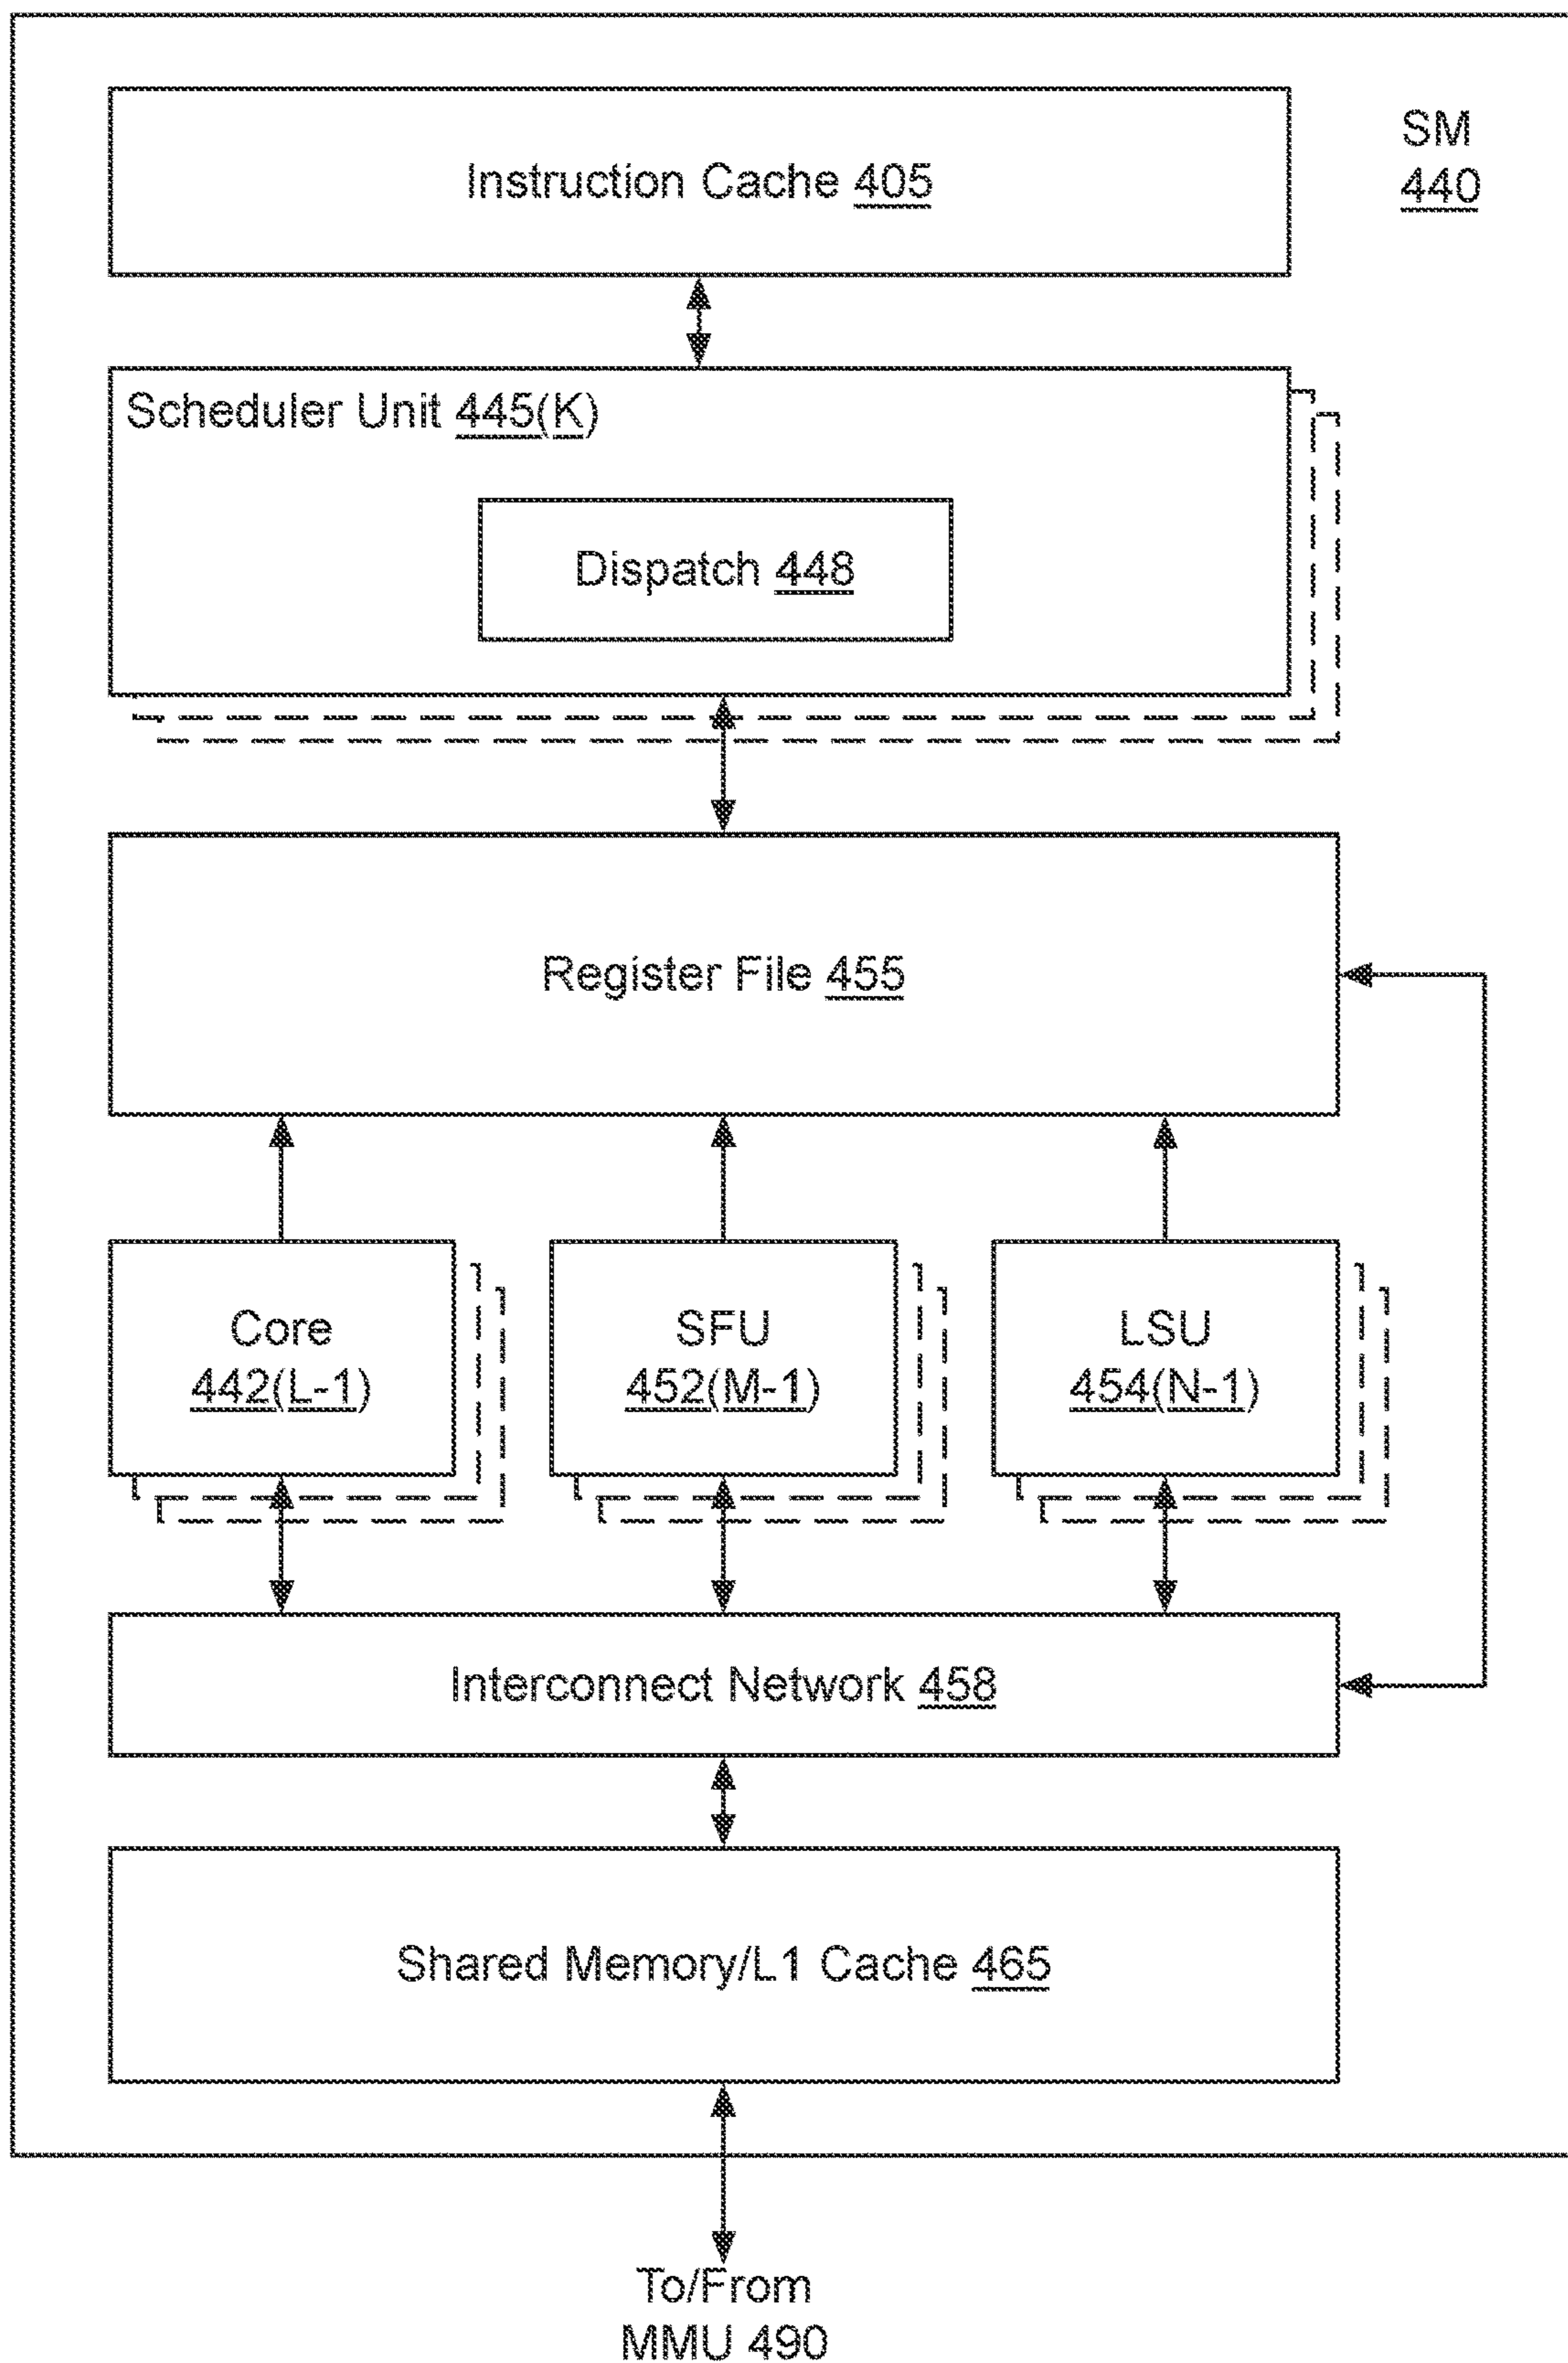 Instruction Cache 405
SM
440
Scheduler Unit 445(K)
Dispatch 448
Register File 455
Core
442(L-1)
SFU
452(M-1)
LSU
454(N-1)
Interconnect Network 458
Shared Memory/L1 Cache 465
To/From
MMU 490